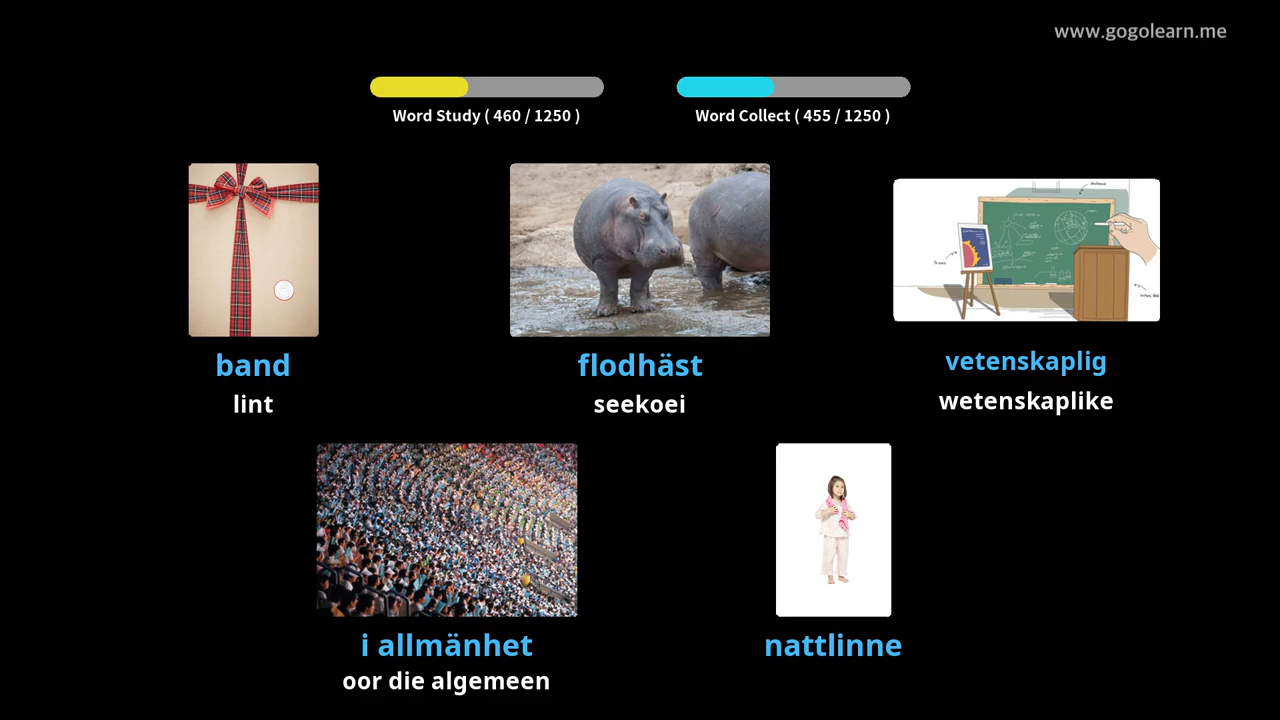 www.gogolearn.me
Word Study ( 460 / 1250 )
Word Collect ( 455 / 1250 )
band
lint
flodhäst
seekoei
vetenskaplig
wetenskaplike
i allmänhet
oor die algemeen
nattlinne